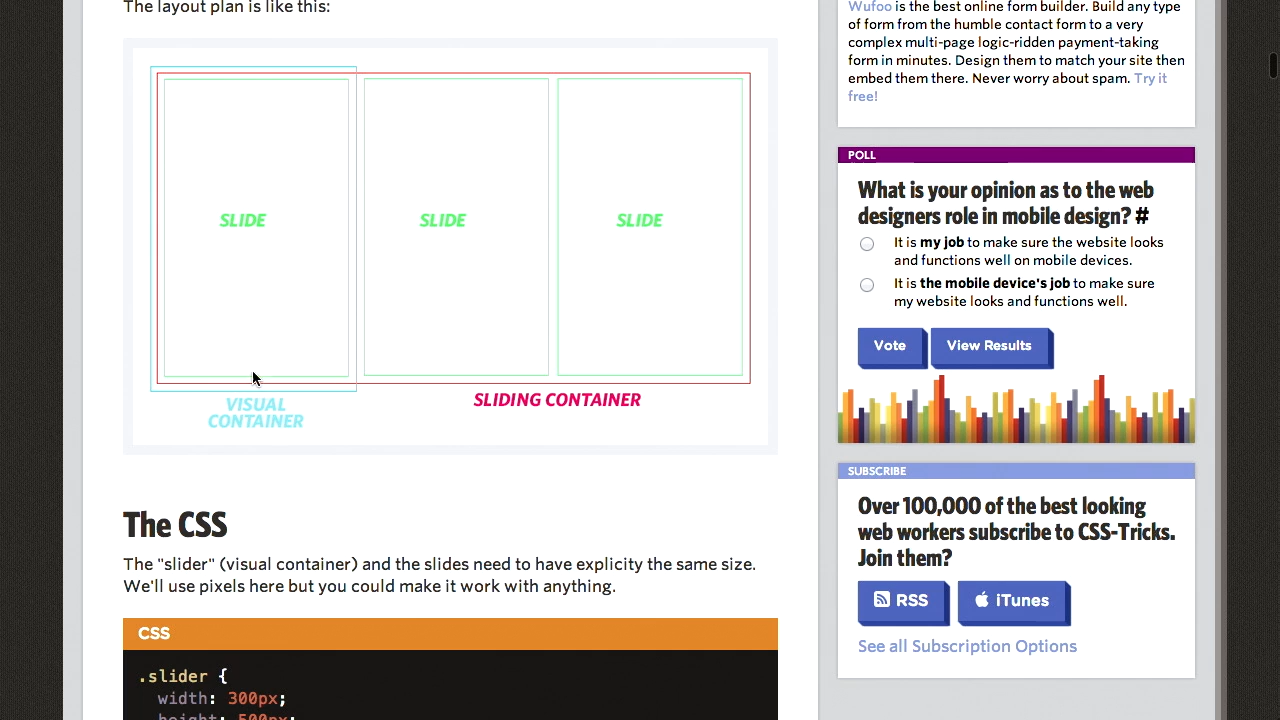 The layout plan is like this:
SLIDE
SLIDE
SLIDE
VISUAL
CONTAINER
SLIDING CONTAINER
The CSS
The "slider" (visual container) and the slides need to have explicity the same size.
We'll use pixels here but you could make it work with anything.
CSS
.slider {
width: 300px;
height: 500px;
Wufoo is the best online form builder. Build any type
of form from the humble contact form to a very
complex multi-page logic-ridden payment-taking
form in minutes. Design them to match your site then
embed them there. Never worry about spam. Try it
free!
POLL
What is your opinion as to the web
designers role in mobile design? #
It is my job to make sure the website looks
and functions well on mobile devices.
It is the mobile device's job to make sure
my website looks and functions well.
Vote
View Results
SUBSCRIBE
Over 100,000 of the best looking
web workers subscribe to CSS-Tricks.
Join them?
RSS
iTunes
See all Subscription Options